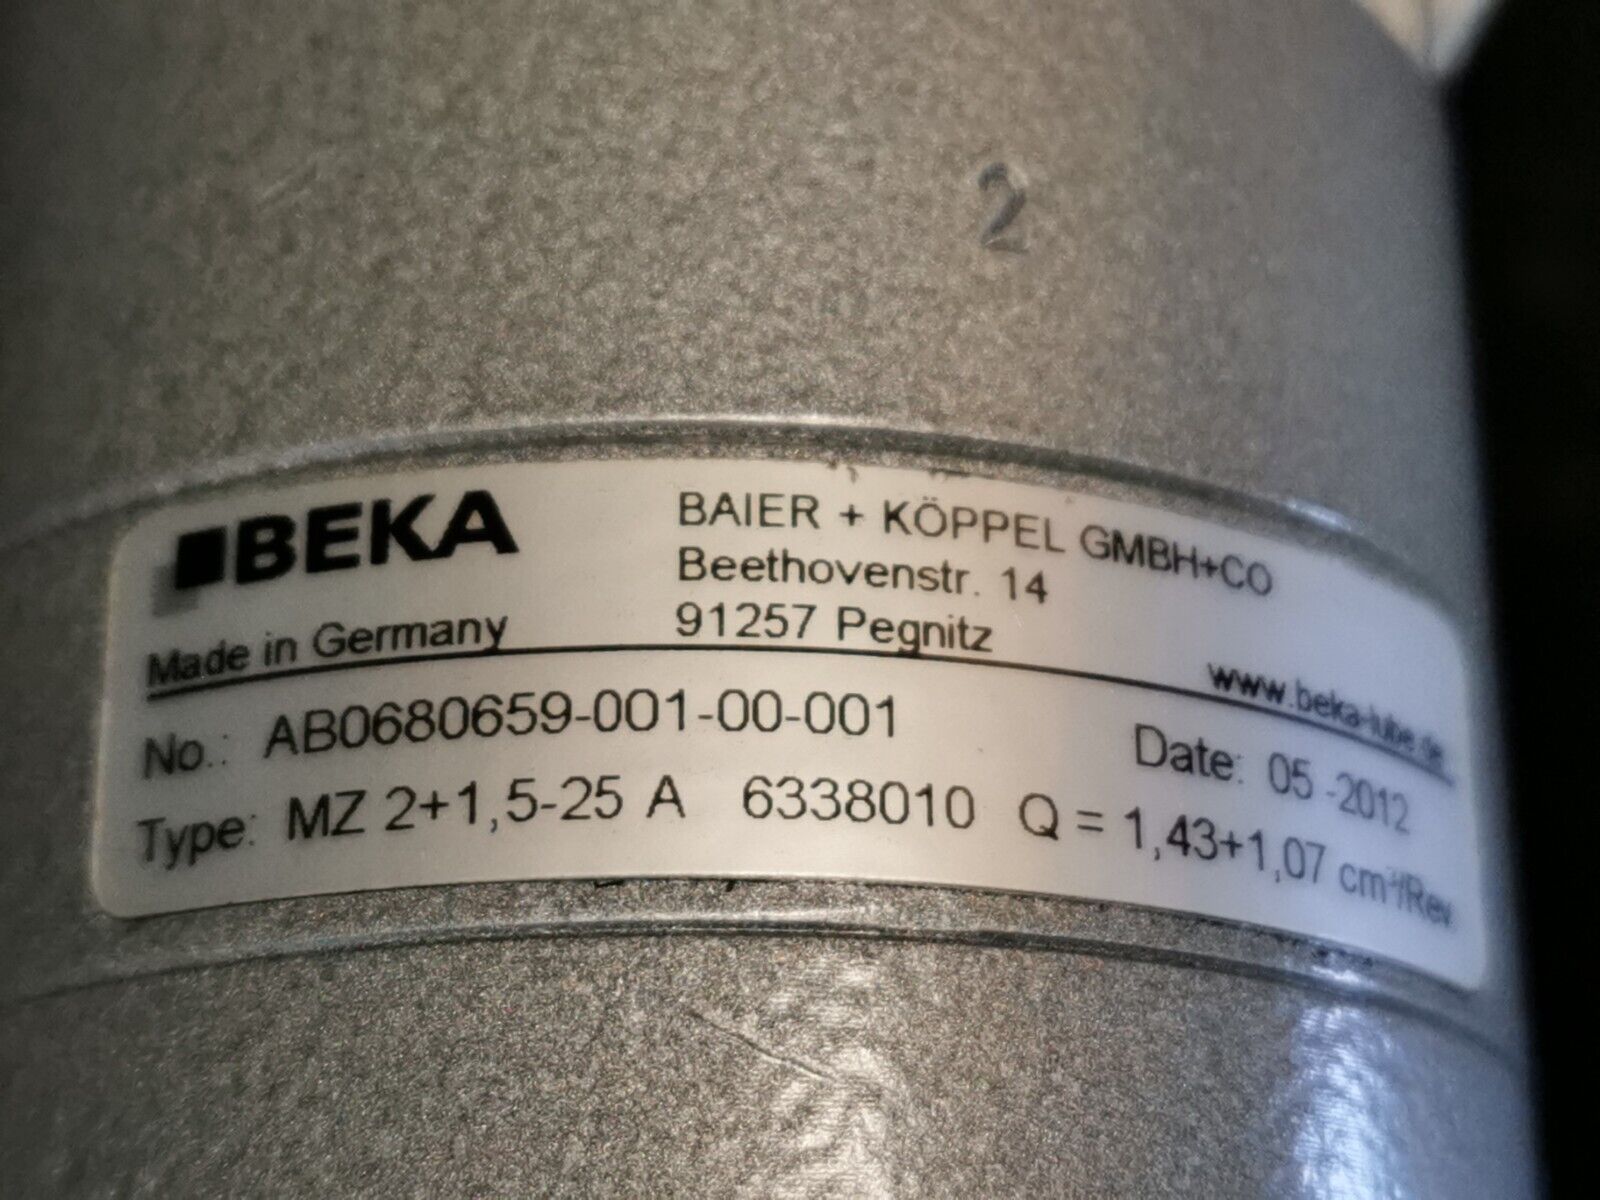 2
BEKA
BAIER + KÖPPEL GMBH+CO
Beethovenstr. 14
91257 Pegnitz
Made in Germany
www.beka-lube.de
No.: AB0680659-001-00-001
Date: 05-2012
Type: MZ 2+1,5-25 A 6338010 Q = 1,43+1,07 cm³/Rev.